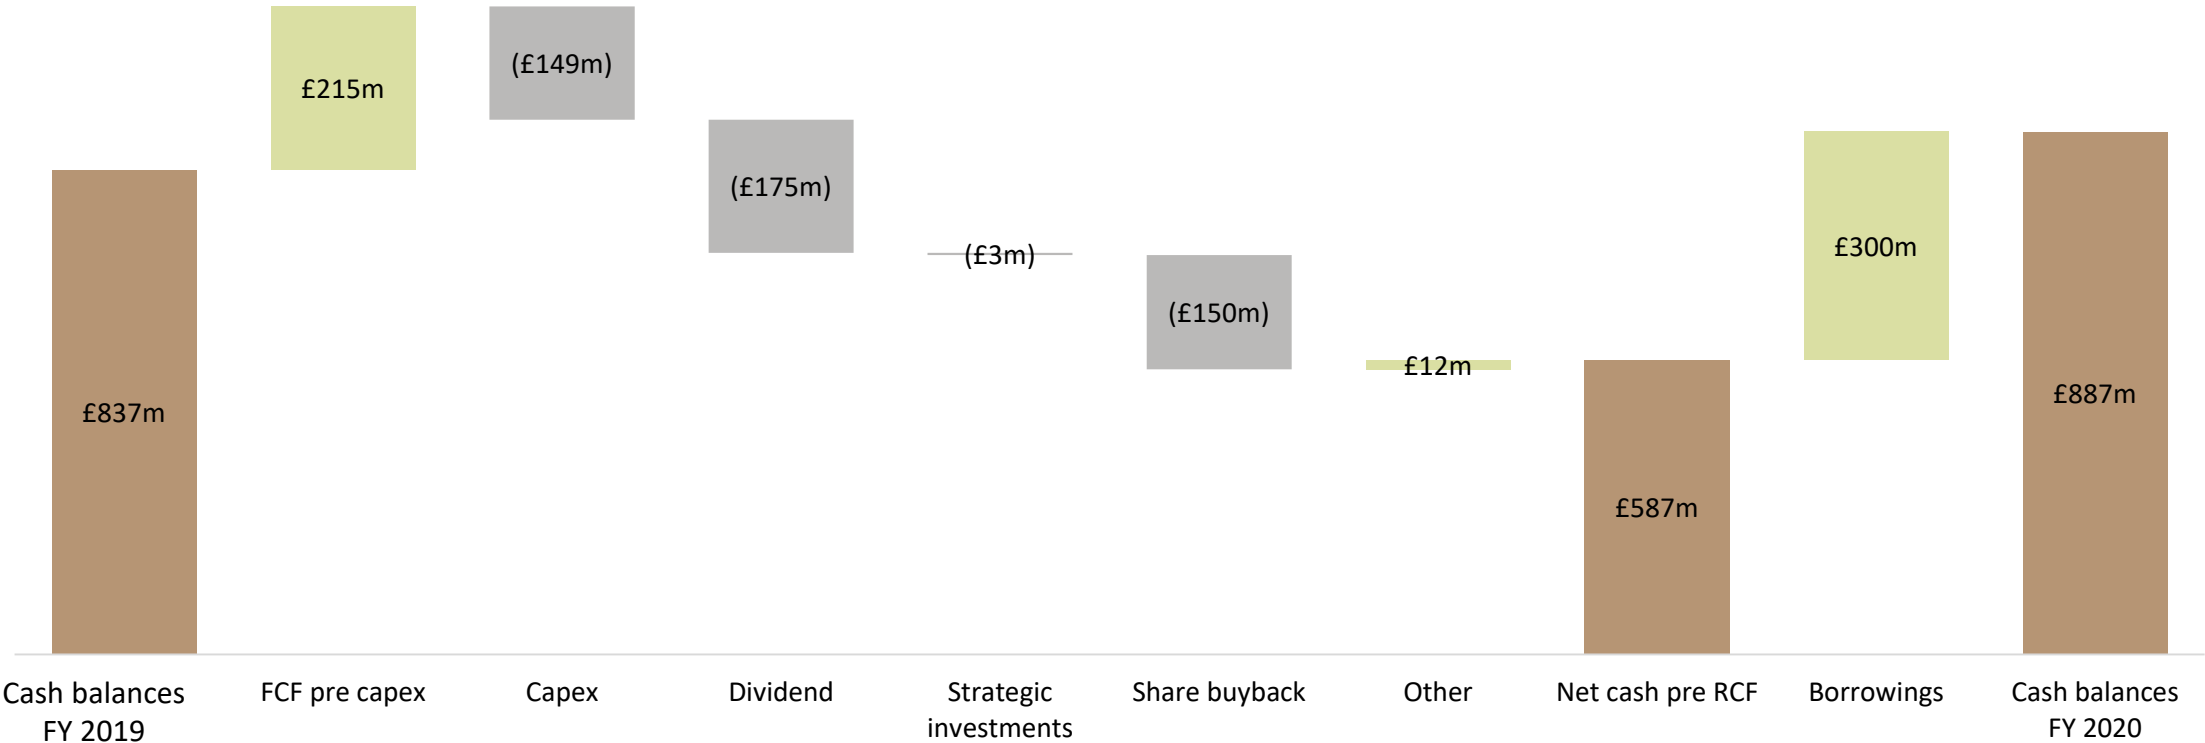 £215m
(£149m)
(£175m)
(£3m)
(£150m)
£12m
£300m
£837m
£587m
£887m
Cash balances
FY 2019
FCF pre capex
Capex
Dividend
Strategic
investments
Share buyback
Other
Net cash pre RCF
Borrowings
Cash balances
FY 2020